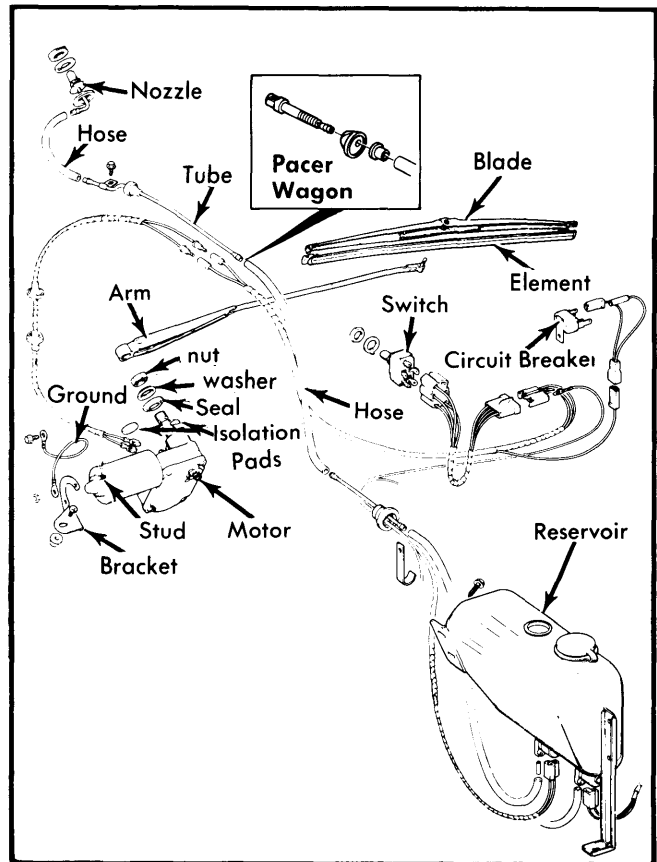 Nozzle
Hose
Tube
Pacer
Wagon
Blade
Element
Arm
Switch
Circuit Breaker
nut
washer
Seal
Ground
Isolation
Pads
Hose
Stud
Motor
Bracket
Reservoir